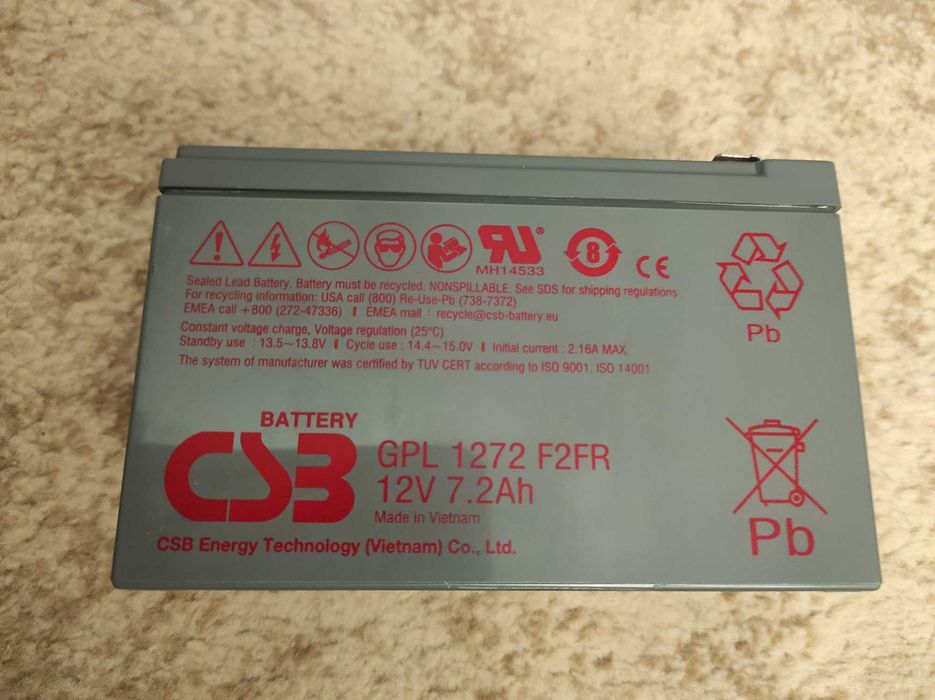 MH14533
8
CE
Sealed Lead Battery. Battery must be recycled. NONSPILLABLE. See SDS for shipping regulations
For recycling information: USA call (800) Re-Use-Pb (738-7372)
EMEA call +800 (272-47336) ▮ EMEA mail : recycle@csb-battery.eu
Constant voltage charge, Voltage regulation (25°C)
Standby use : 13.5~13.8V ▮ Cycle use : 14.4~15.0V ▮ Initial current : 2.16A MAX
The system of manufacturer was certified by TUV CERT according to ISO 9001, ISO 14001
Pb
BATTERY
CSB
GPL 1272 F2FR
12V 7.2Ah
Made in Vietnam
CSB Energy Technology (Vietnam) Co., Ltd.
Pb